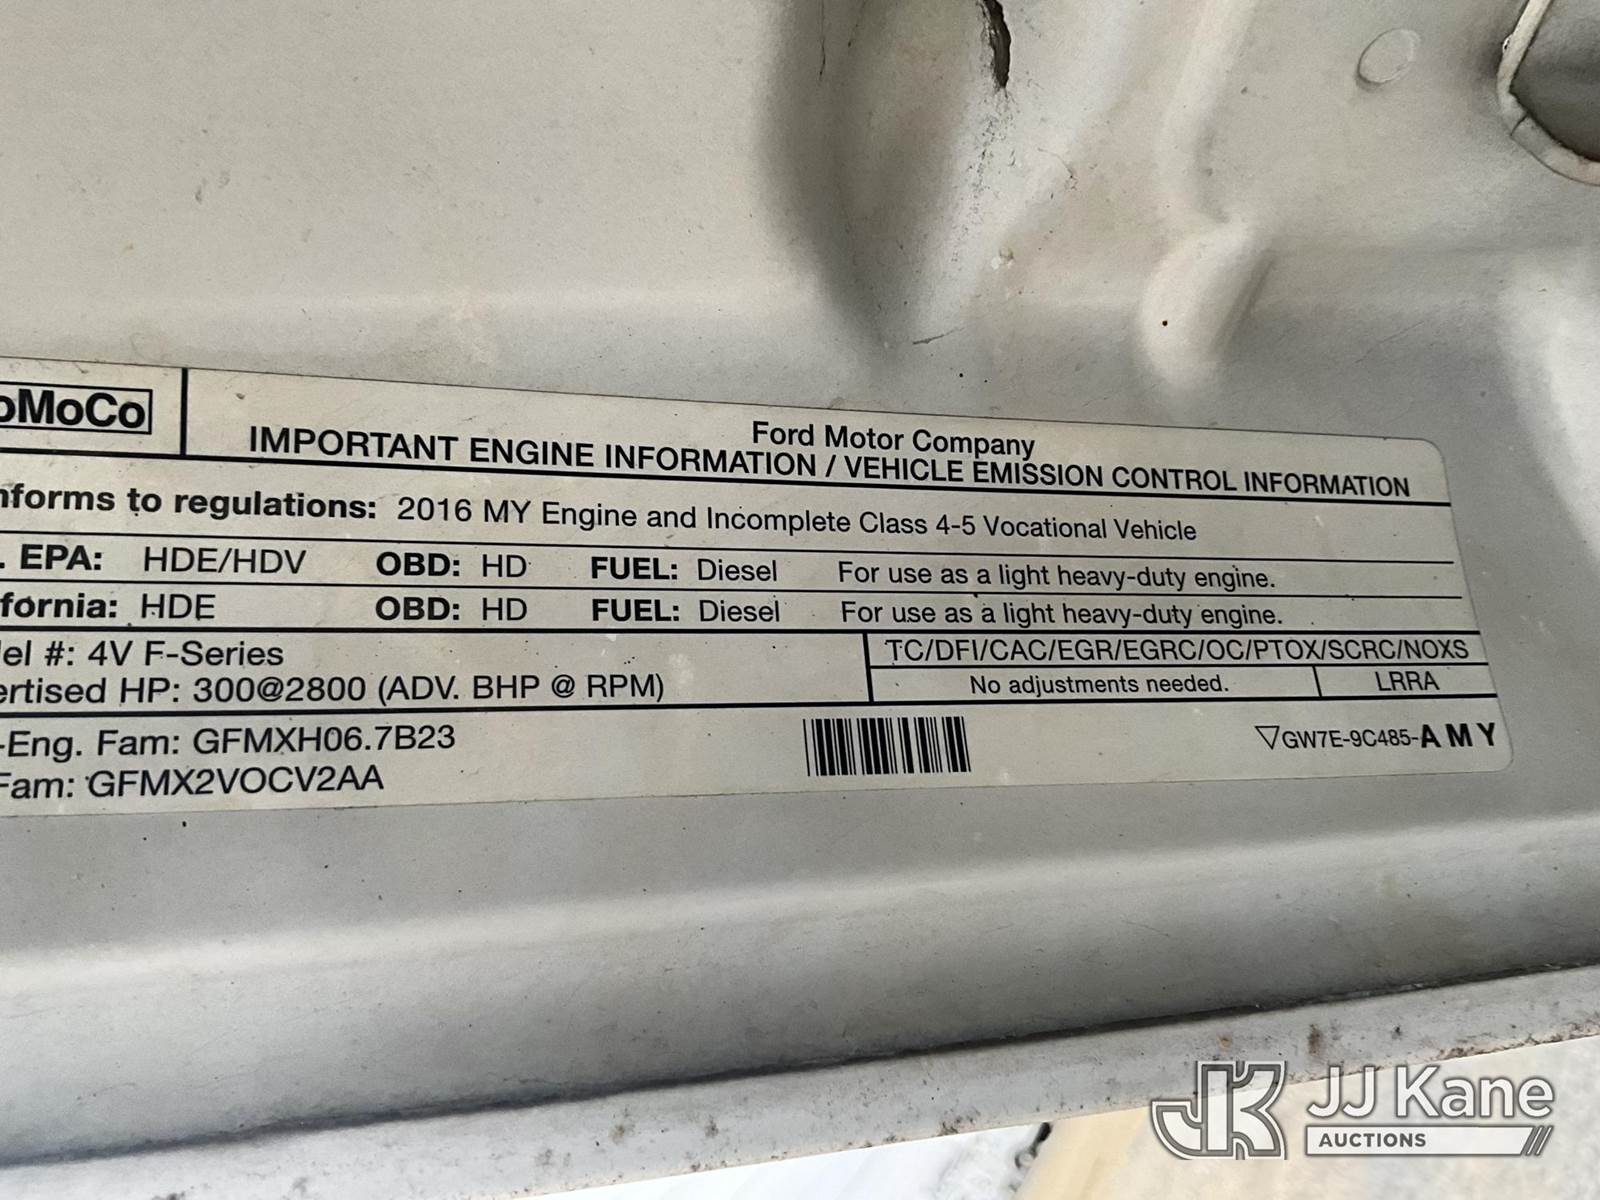 oMoCo
Ford Motor Company
IMPORTANT ENGINE INFORMATION / VEHICLE EMISSION CONTROL INFORMATION
nforms to regulations: 2016 MY Engine and Incomplete Class 4-5 Vocational Vehicle
. EPA: HDE/HDV OBD: HD FUEL: Diesel For use as a light heavy-duty engine.
ifornia: HDE OBD: HD FUEL: Diesel For use as a light heavy-duty engine.
el #: 4V F-Series TC/DFI/CAC/EGR/EGRC/OC/PTOX/SCRC/NOXS
ertised HP: 300@2800 (ADV. BHP @ RPM) No adjustments needed. LRRA
-Eng. Fam: GFMXH06.7B23 GW7E-9C485-AMY
Fam: GFMX2VOCV2AA
JK JJ Kane
AUCTIONS